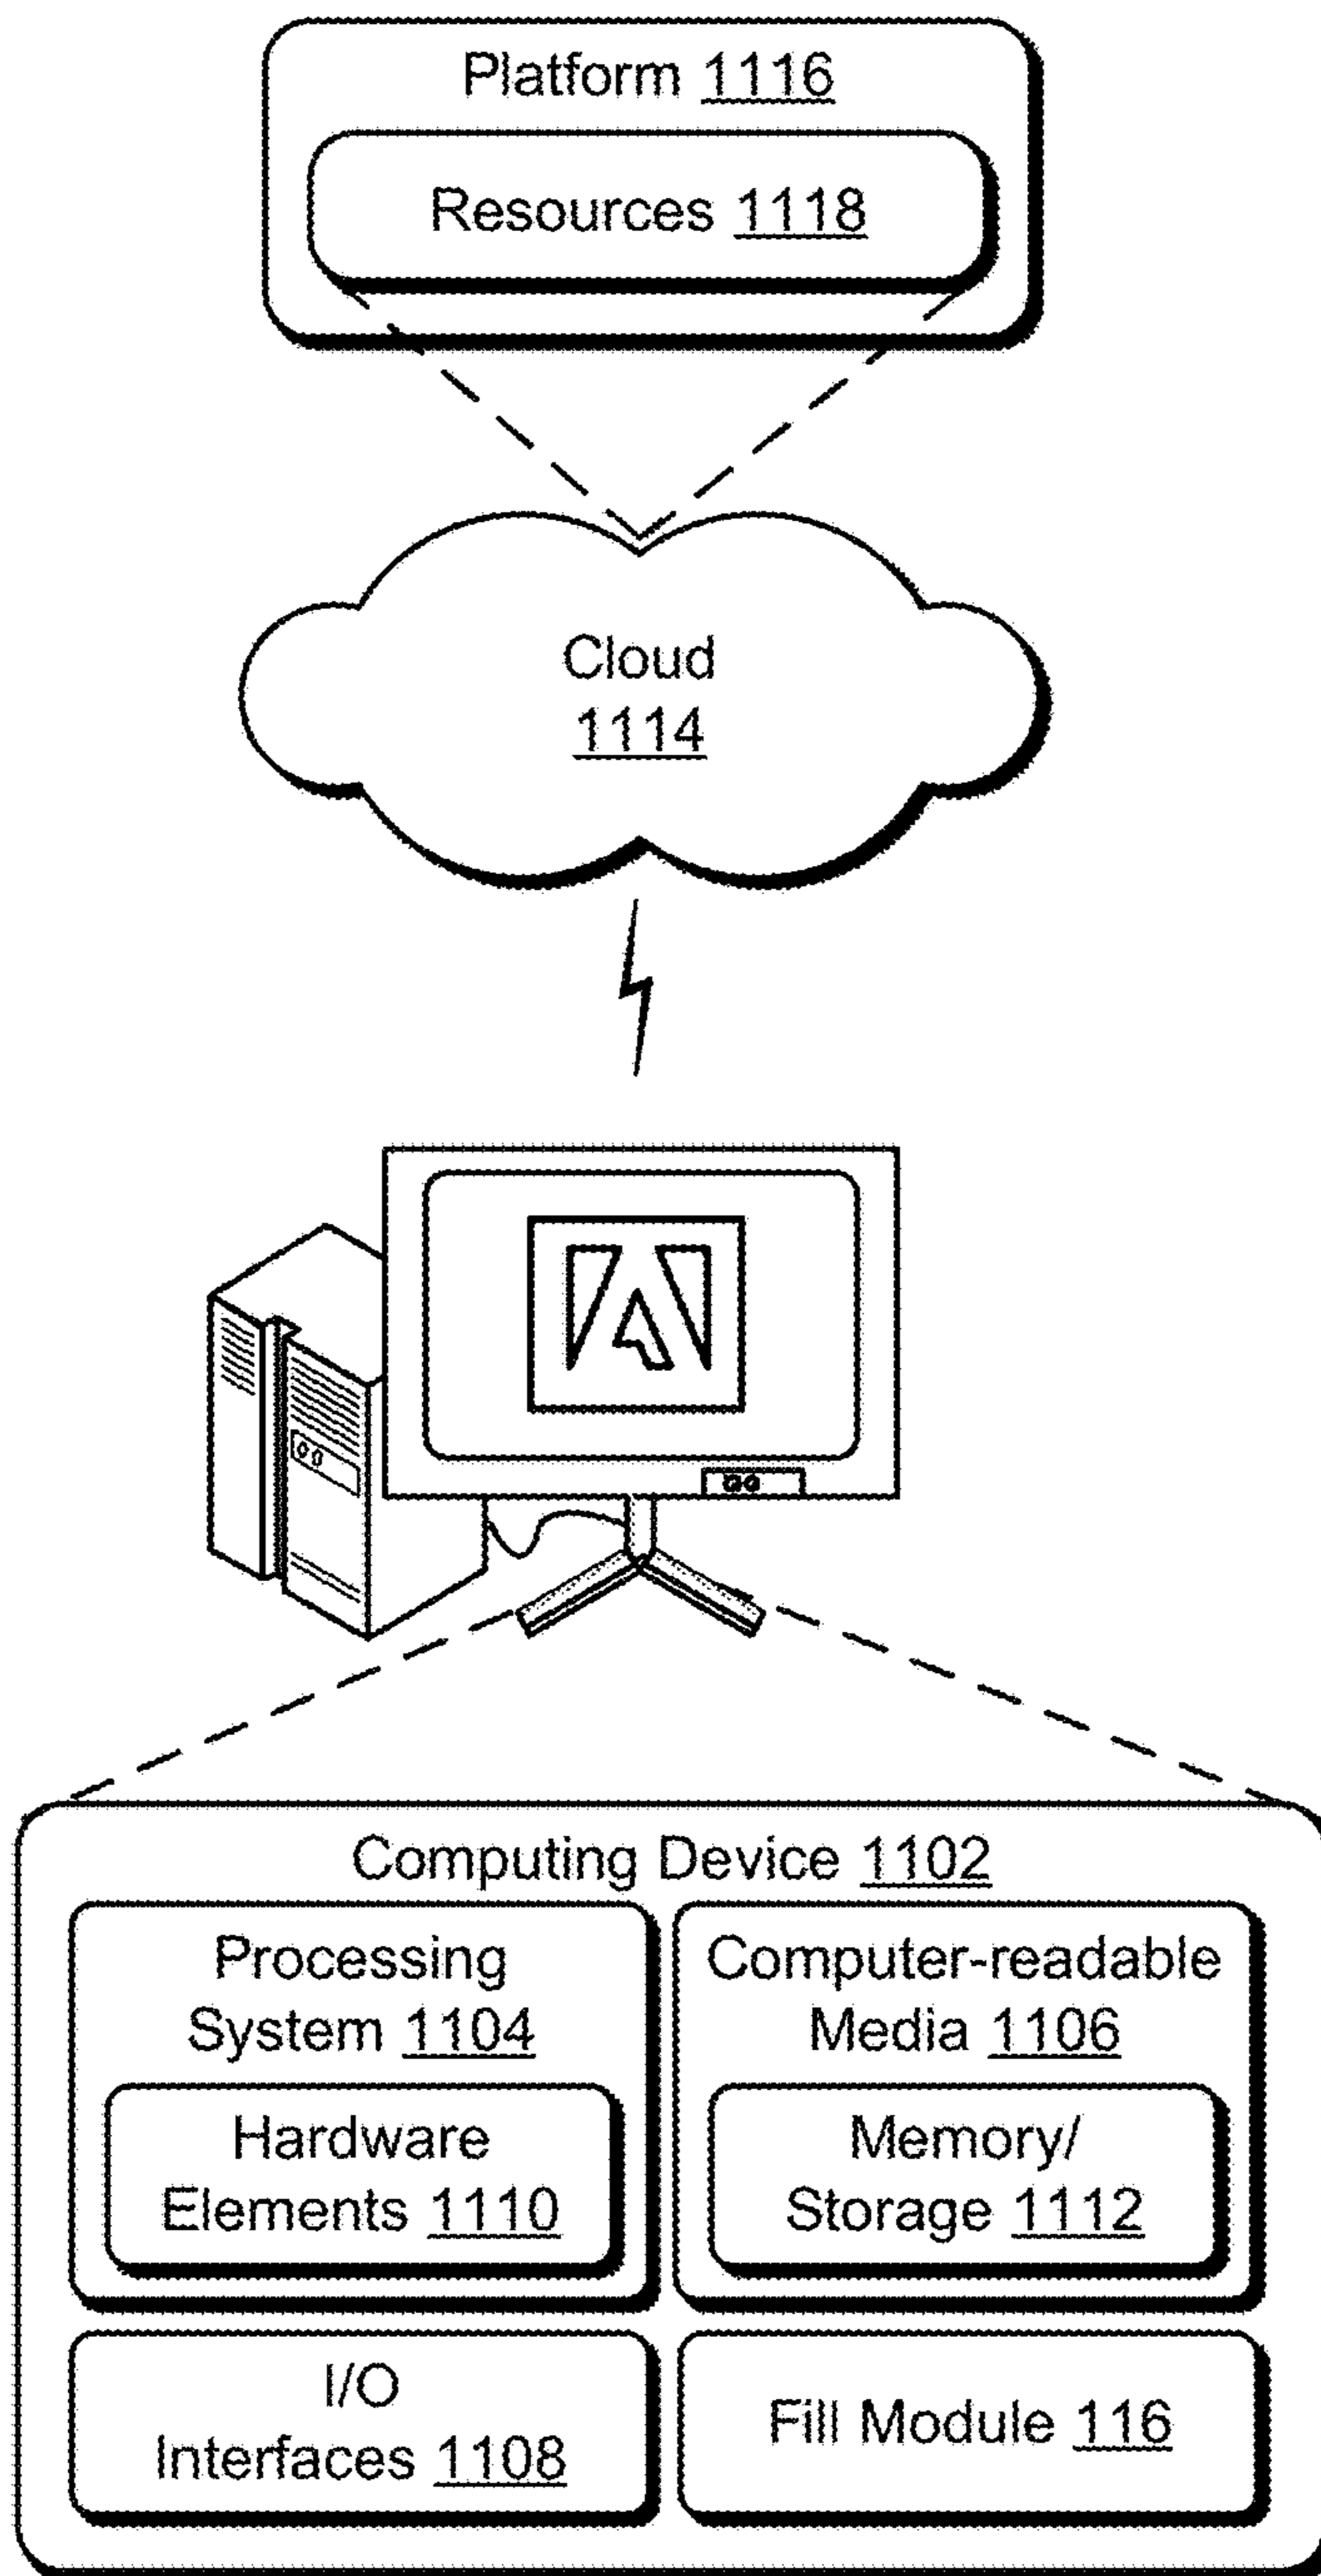 Platform 1116
Resources 1118
Cloud
1114
Computing Device 1102
Processing
System 1104
Hardware
Elements 1110
Computer-readable
Media 1106
Memory/
Storage 1112
I/O
Interfaces 1108
Fill Module 116